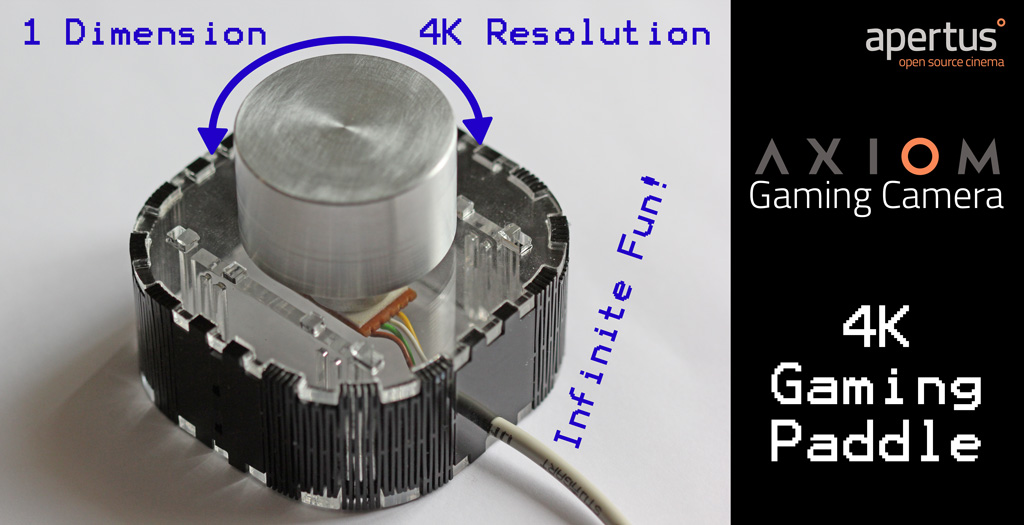 1 Dimension
4K Resolution
Infinite Fun!
apertus°
open source cinema
AXIOM
Gaming Camera
4K
Gaming
Paddle